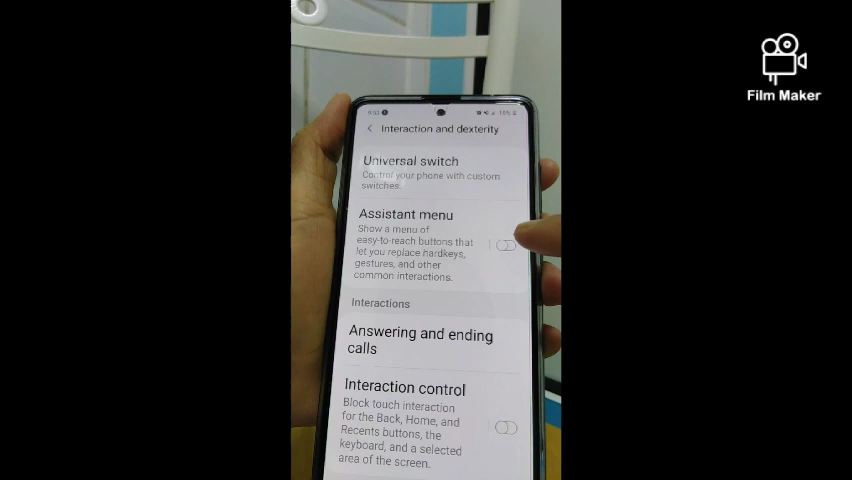 Film Maker
9:53
16%
Interaction and dexterity
Universal switch
Control your phone with custom
switches.
Assistant menu
Show a menu of
easy-to-reach buttons that
let you replace hardkeys,
gestures, and other
common interactions.
Interactions
Answering and ending
calls
Interaction control
Block touch interaction
for the Back, Home, and
Recents buttons, the
keyboard, and a selected
area of the screen.